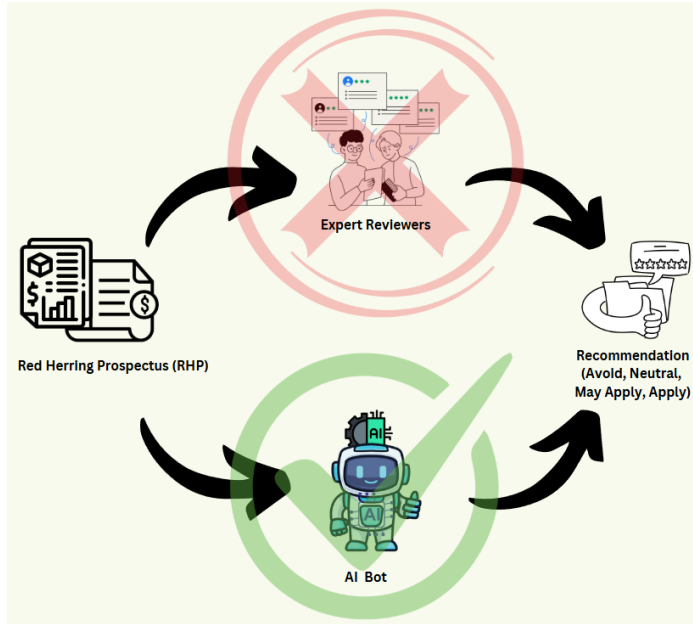 Expert Reviewers
$
$
Red Herring Prospectus (RHP)
Recommendation
(Avoid, Neutral,
May Apply, Apply)
AI
AI
AI Bot